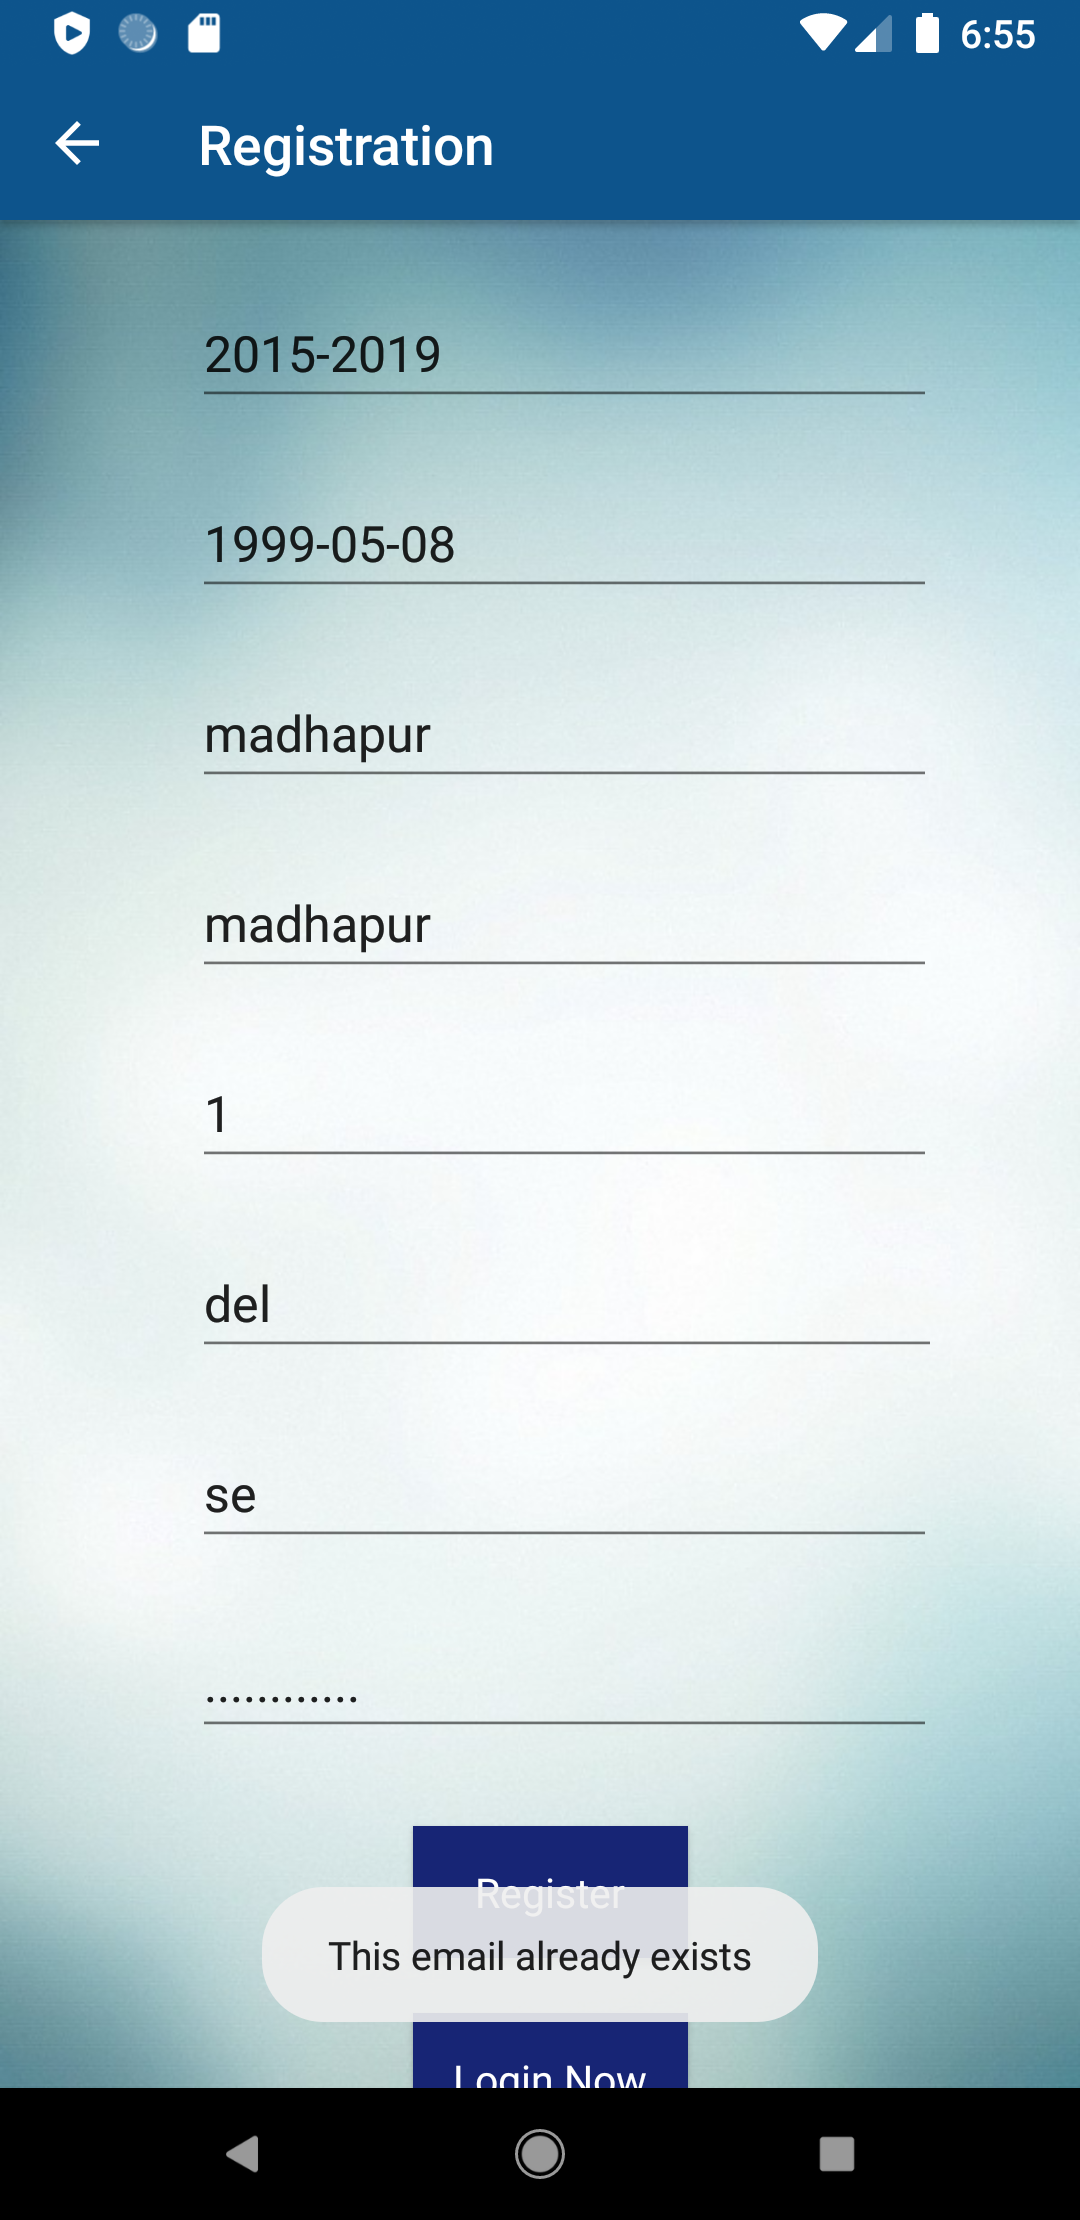 6:55
Registration
2015-2019
1999-05-08
madhapur
madhapur
1
del
se
............
Register
This email already exists
Login Now